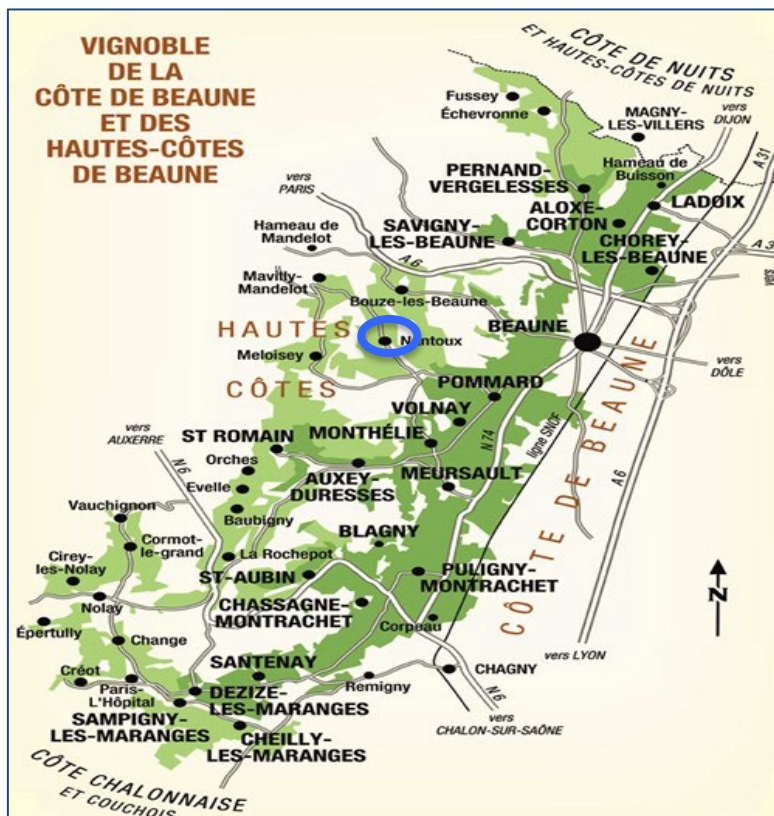 VIGNOBLE
DE LA
CÔTE DE BEAUNE
ET DES
HAUTES-CÔTES
DE BEAUNE
CÔTE DE NUITS
ET HAUTES-CÔTES DE NUITS
Fussey
Échevronne
MAGNY-
LES-VILLERS
vers
DIJON
A 31
vers
PARIS
PERNAND-
VERGELESSES
Hameau de
Buisson
LADOIX
ALOXE-
CORTON
SAVIGNY-
LES-BEAUNE
CHOREY-
LES-BEAUNE
A 3
vers
Hameau de
Mandelot
A 6
Mavilly-
Mandelot
Bouze-les-Beaune
HAUTES
BEAUNE
Nantoux
Meloisey
vers
DÔLE
CÔTES
POMMARD
VOLNAY
vers
AUXERRE
N6
ST ROMAIN
MONTHÉLIE
N 74
ligne SNCF
CÔTE DE BEAUNE
A6
Orches
Evelle
AUXEY-
DURESSES
MEURSAULT
Baubigny
Vauchignon
BLAGNY
Cormot-
le-grand
Cirey-
les-Nolay
La Rochepot
ST-AUBIN
PULIGNY-
MONTRACHET
N
Nolay
CHASSAGNE-
MONTRACHET
Corpeau
Épertully
Change
vers LYON
Créot
SANTENAY
CHAGNY
Remigny
Paris-
L'Hôpital
DEZIZE-
LES-MARANGES
N6
SAMPIGNY-
LES-MARANGES
vers
CHALON-SUR-SAÔNE
CHEILLY-
LES-MARANGES
CÔTE CHALONNAISE
ET COUCHOIS